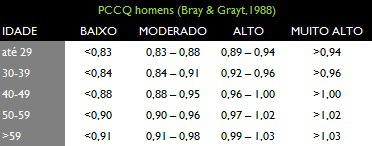 PCCQ homens (Bray & Grayt,1988)
IDADE BAIXO MODERADO ALTO MUITO ALTO
até 29 <0,83 0,83 – 0,88 0,89 – 0,94 >0,94
30-39 <0,84 0,84 – 0,91 0,92 – 0,96 >0,96
40-49 <0,88 0,88 – 0,95 0,96 – 1,00 >1,00
50-59 <0,90 0,90 – 0,96 0,97 – 1,02 >1,02
>59 <0,91 0,91 – 0,98 0,99 – 1,03 >1,03